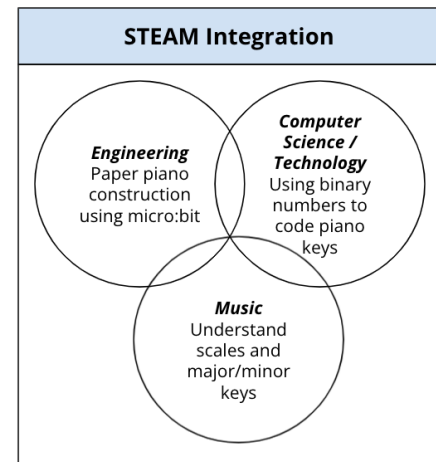 STEAM Integration
Engineering
Paper piano
construction
using micro:bit
Computer
Science /
Technology
Using binary
numbers to
code piano
keys
Music
Understand
scales and
major/minor
keys